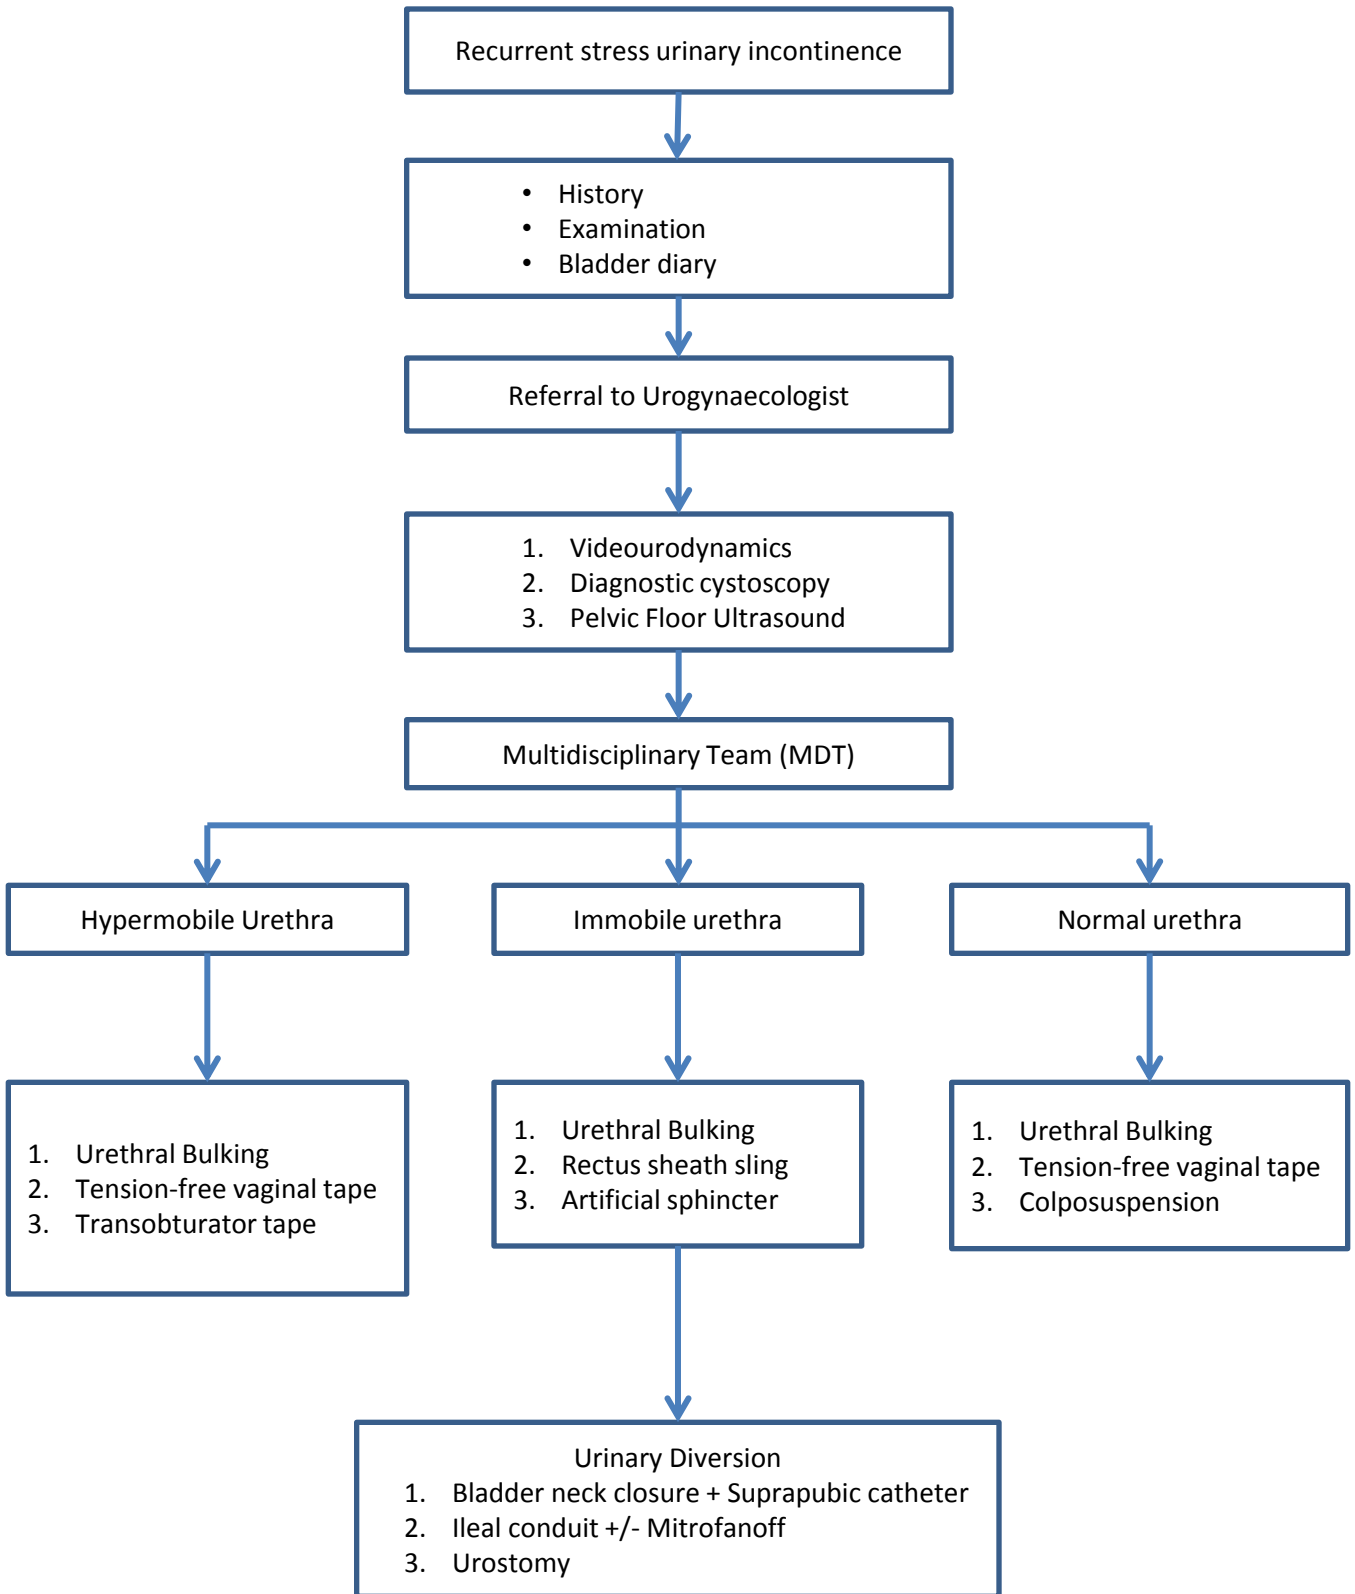 Recurrent stress urinary incontinence
• History
• Examination
• Bladder diary
Referral to Urogynaecologist
1. Videourodynamics
2. Diagnostic cystoscopy
3. Pelvic Floor Ultrasound
Multidisciplinary Team (MDT)
Hypermobile Urethra
Immobile urethra
Normal urethra
1. Urethral Bulking
2. Tension-free vaginal tape
3. Transobturator tape
1. Urethral Bulking
2. Rectus sheath sling
3. Artificial sphincter
1. Urethral Bulking
2. Tension-free vaginal tape
3. Colposuspension
Urinary Diversion
1. Bladder neck closure + Suprapubic catheter
2. Ileal conduit +/- Mitrofanoff
3. Urostomy